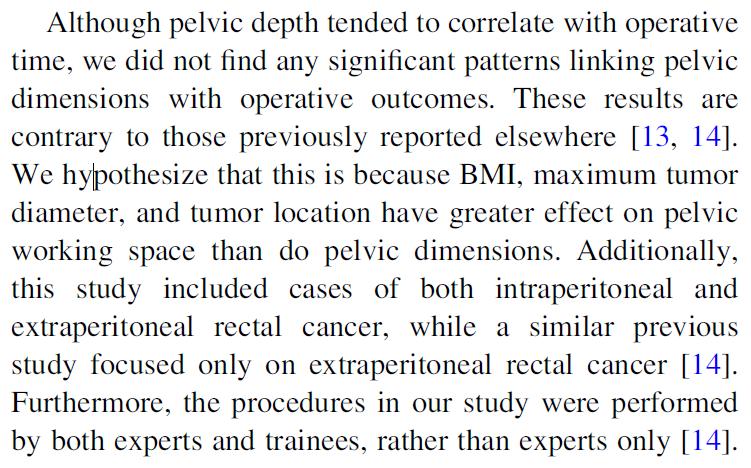 Although pelvic depth tended to correlate with operative
time, we did not find any significant patterns linking pelvic
dimensions with operative outcomes. These results are
contrary to those previously reported elsewhere [13, 14].
We hypothesize that this is because BMI, maximum tumor
diameter, and tumor location have greater effect on pelvic
working space than do pelvic dimensions. Additionally,
this study included cases of both intraperitoneal and
extraperitoneal rectal cancer, while a similar previous
study focused only on extraperitoneal rectal cancer [14].
Furthermore, the procedures in our study were performed
by both experts and trainees, rather than experts only [14].